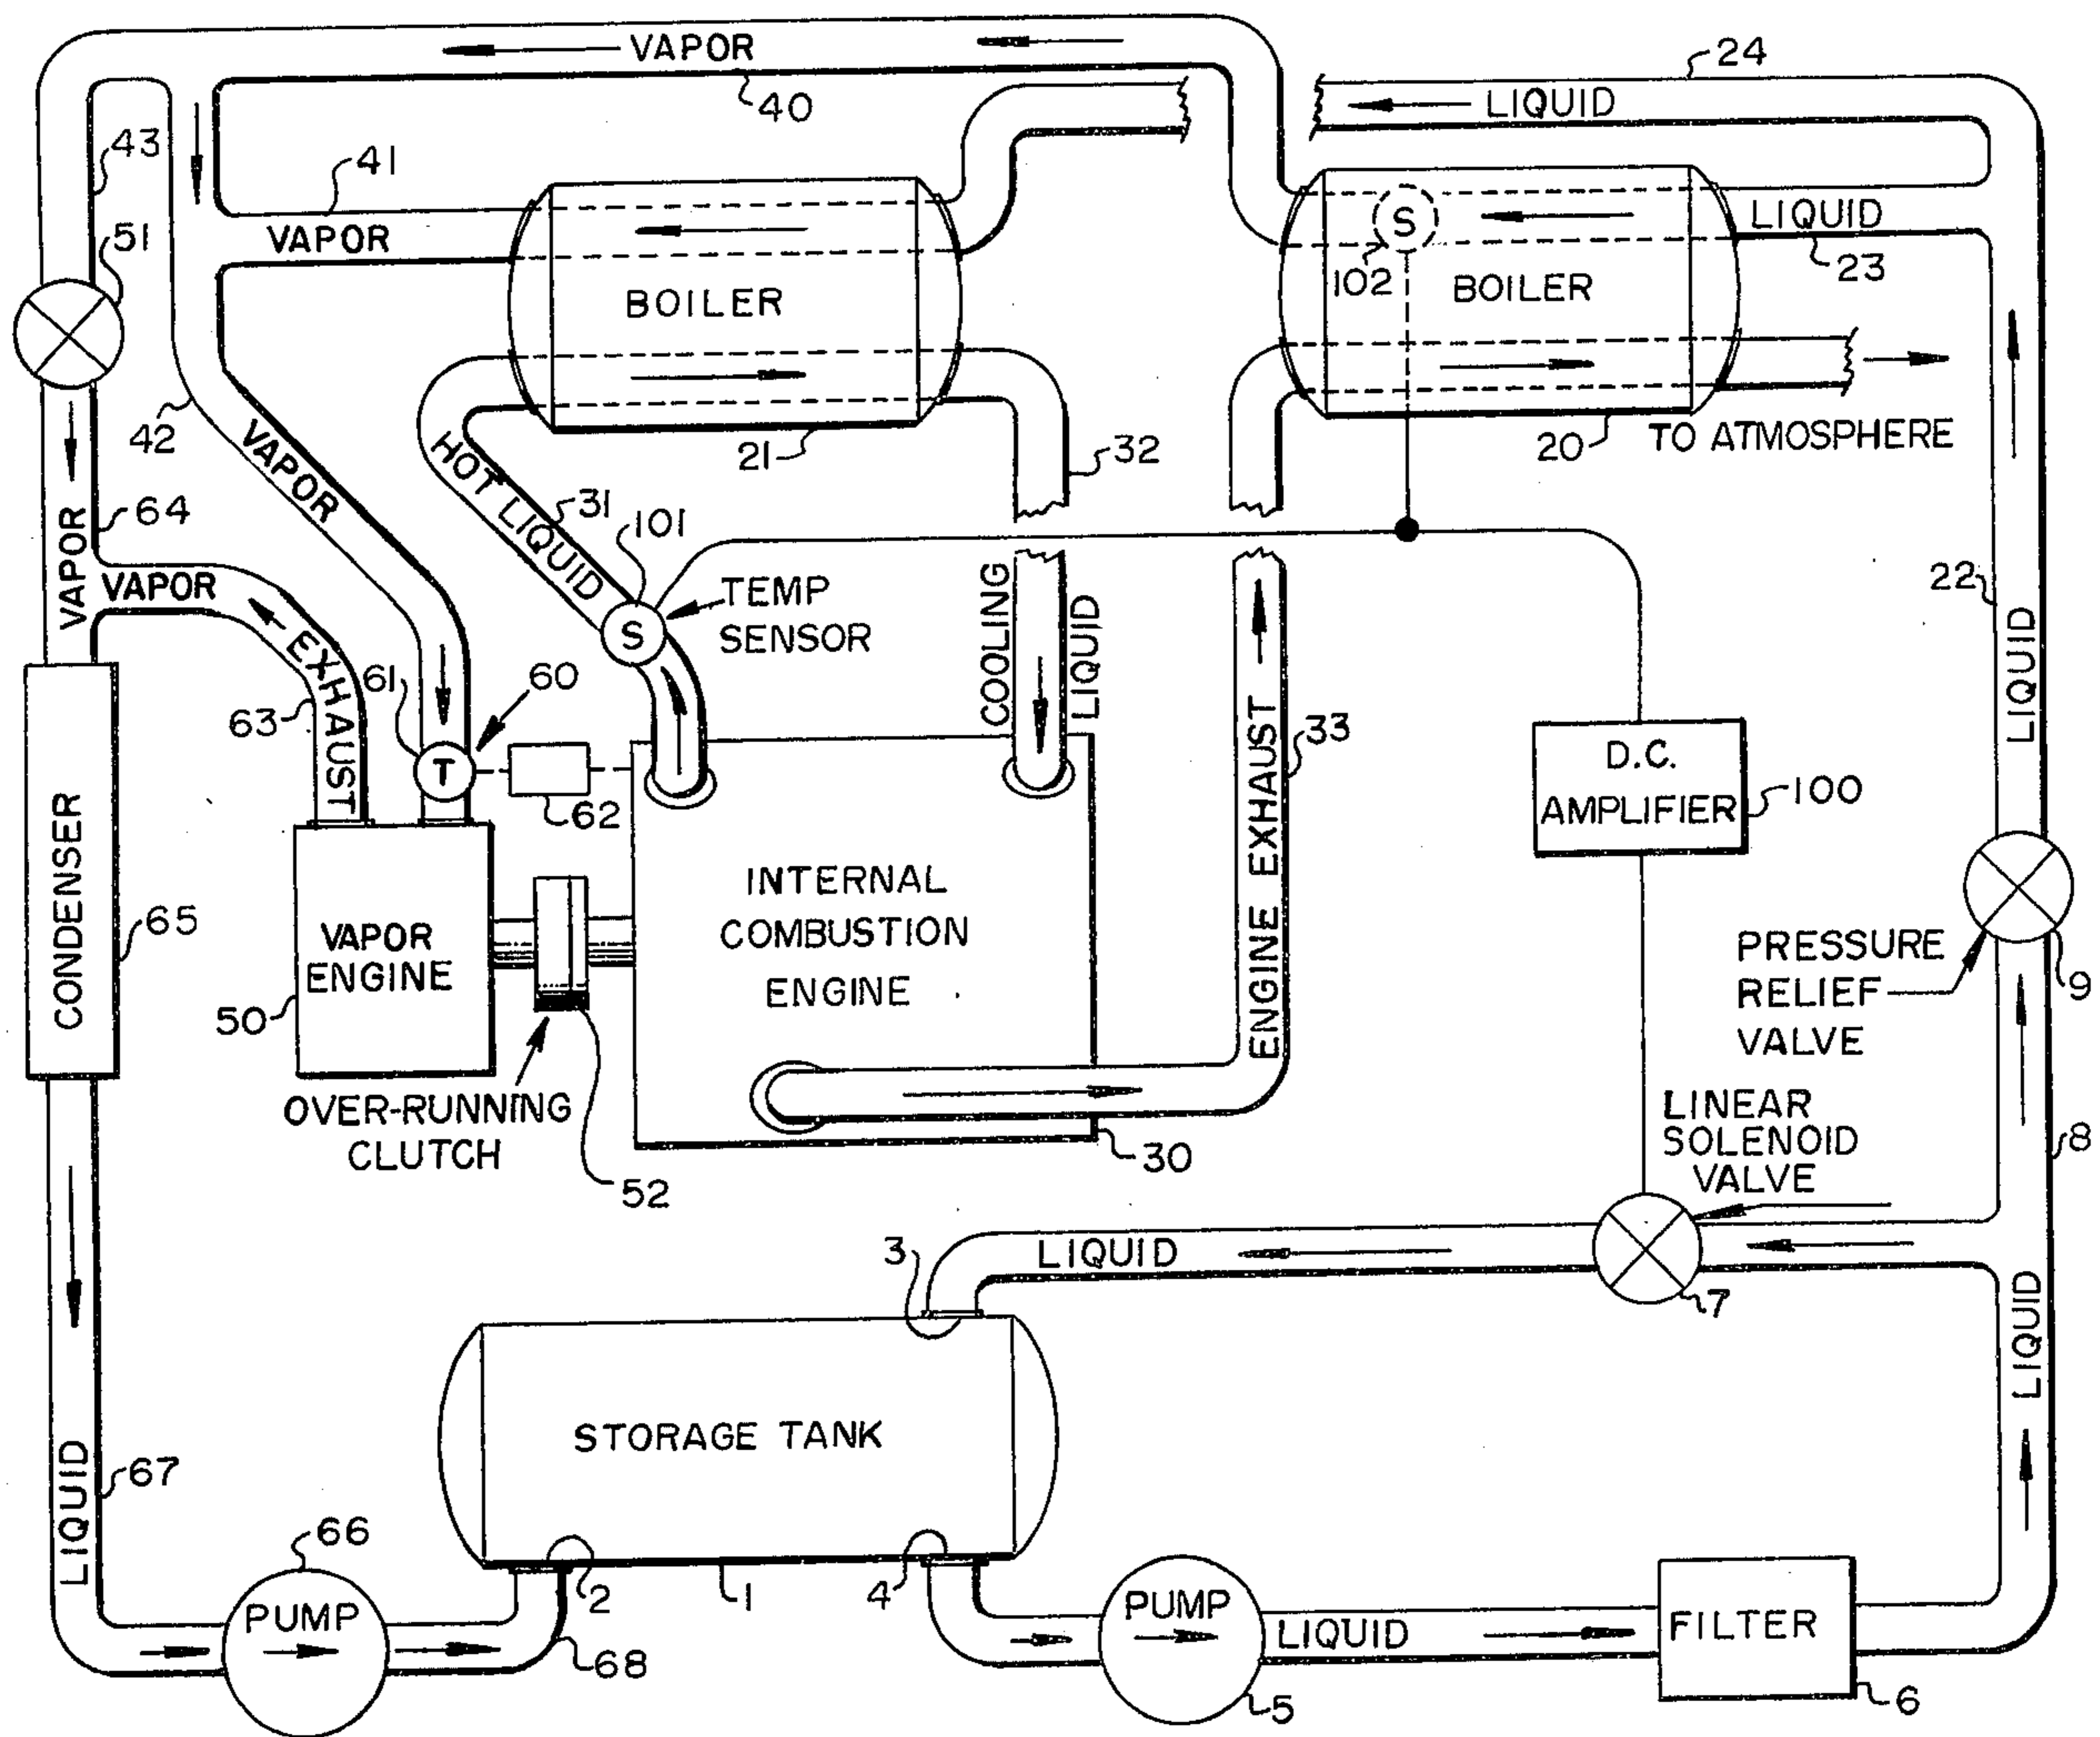 VAPOR
40
24
LIQUID
43
41
VAPOR
51
BOILER
21
S
102
BOILER
20
LIQUID
23
TO ATMOSPHERE
42
VAPOR
HOT LIQUID
31
32
101
S
TEMP
SENSOR
64
VAPOR
VAPOR
EXHAUST
63
61
T
60
62
COOLING
LIQUID
ENGINE EXHAUST
33
22
LIQUID
D.C.
AMPLIFIER
100
CONDENSER
65
VAPOR
ENGINE
50
INTERNAL
COMBUSTION
ENGINE
30
OVER-RUNNING
CLUTCH
52
PRESSURE
RELIEF
VALVE
9
LINEAR
SOLENOID
VALVE
8
7
3
LIQUID
LIQUID
STORAGE TANK
LIQUID
67
66
PUMP
68
2
1
4
PUMP
5
LIQUID
FILTER
6